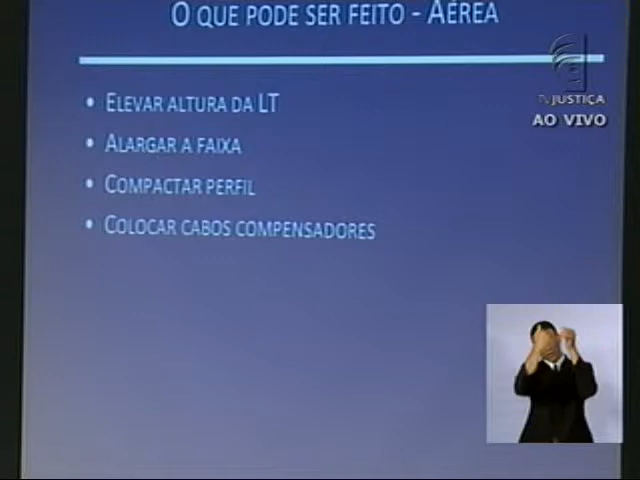 O QUE PODE SER FEITO - AÉREA
• ELEVAR ALTURA DA LT
• ALARGAR A FAIXA
• COMPACTAR PERFIL
• COLOCAR CABOS COMPENSADORES
TV JUSTIÇA
AO VIVO